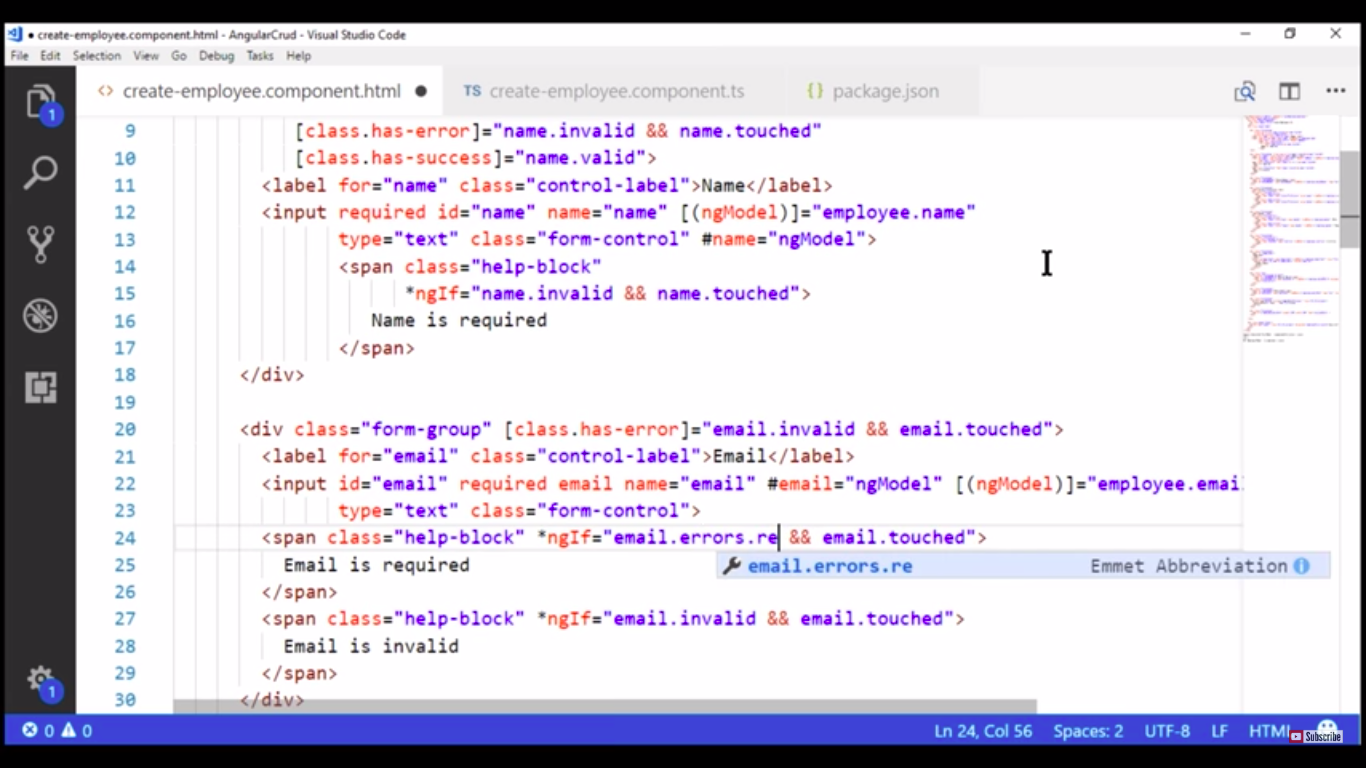 create-employee.component.html - AngularCrud - Visual Studio Code
File Edit Selection View Go Debug Tasks Help
<> create-employee.component.html ● TS create-employee.component.ts {} package.json
1
9 [class.has-error]="name.invalid && name.touched"
10 [class.has-success]="name.valid">
11 <label for="name" class="control-label">Name</label>
12 <input required id="name" name="name" [(ngModel)]="employee.name"
13 type="text" class="form-control" #name="ngModel">
14 <span class="help-block"
15 *ngIf="name.invalid && name.touched">
16 Name is required
17 </span>
18 </div>
19
20 <div class="form-group" [class.has-error]="email.invalid && email.touched">
21 <label for="email" class="control-label">Email</label>
22 <input id="email" required email name="email" #email="ngModel" [(ngModel)]="employee.emai
23 type="text" class="form-control">
24 <span class="help-block" *ngIf="email.errors.re && email.touched">
25 Email is required
email.errors.re Emmet Abbreviation
26 </span>
27 <span class="help-block" *ngIf="email.invalid && email.touched">
28 Email is invalid
29 </span>
30 </div>
1
0 0 Ln 24, Col 56 Spaces: 2 UTF-8 LF HTML
Subscribe